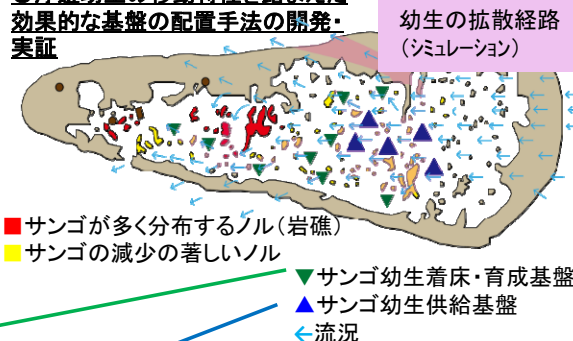 効果的な基盤の配置手法の開発・
実証
幼生の拡散経路
（シミュレーション）
■サンゴが多く分布するノル（岩礁）
■サンゴの減少の著しいノル
▼サンゴ幼生着床・育成基盤
▲サンゴ幼生供給基盤
←流況